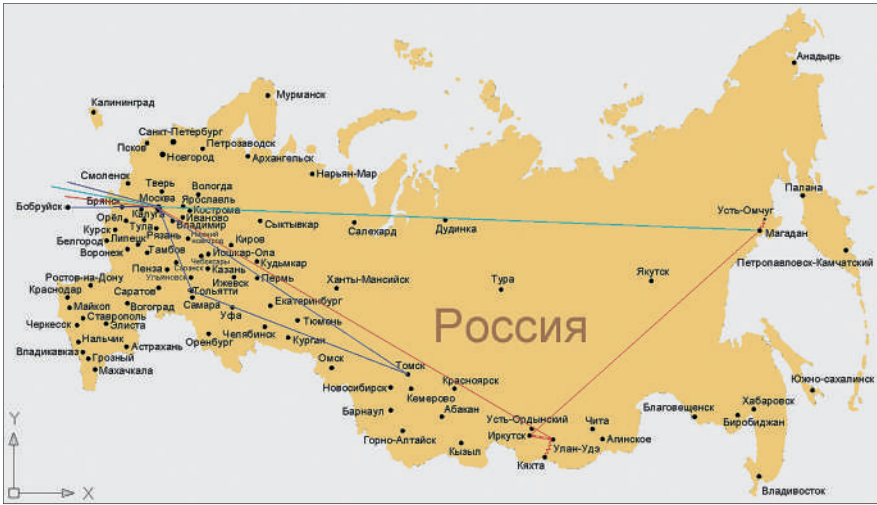 Анадырь
Мурманск
Калининград
Санкт-Петербург
Псков
Петрозаводск
Новгород
Архангельск
Нарьян-Мар
Смоленск
Тверь
Вологда
Палана
Брянск
Москва
Ярославль
Бобруйск
Кострома
Усть-Омчуг
Калуга
Иваново
Орёл
Владимир
Сыктывкар
Салехард
Дудинка
Магадан
Курск
Тула
Рязань
Нижний
новгород
Белгород
Липецк
Киров
Воронеж
Тамбов
Йошкар-Ола
Чебоксары
Петропавловск-Камчатский
Кудымкар
Пенза
Саранск
Казань
Ульяновск
Ростов-на-Дону
Ижевск
Пермь
Ханты-Мансийск
Тура
Якутск
Краснодар
Саратов
Тольятти
Майкоп
Вологоград
Самара
Екатеринбург
Ставрополь
Уфа
Черкесск
Элиста
Тюмень
Россия
Челябинск
Нальчик
Астрахань
Оренбург
Курган
Владикавказ
Грозный
Омск
Томск
Махачкала
Новосибирск
Красноярск
Южно-сахалинск
Кемерово
Хабаровск
Барнаул
Абакан
Благовещенск
Биробиджан
Усть-Ордынский
Чита
Горно-Алтайск
Иркутск
Агинское
Кызыл
Улан-Удэ
Кяхта
Владивосток
Y
X